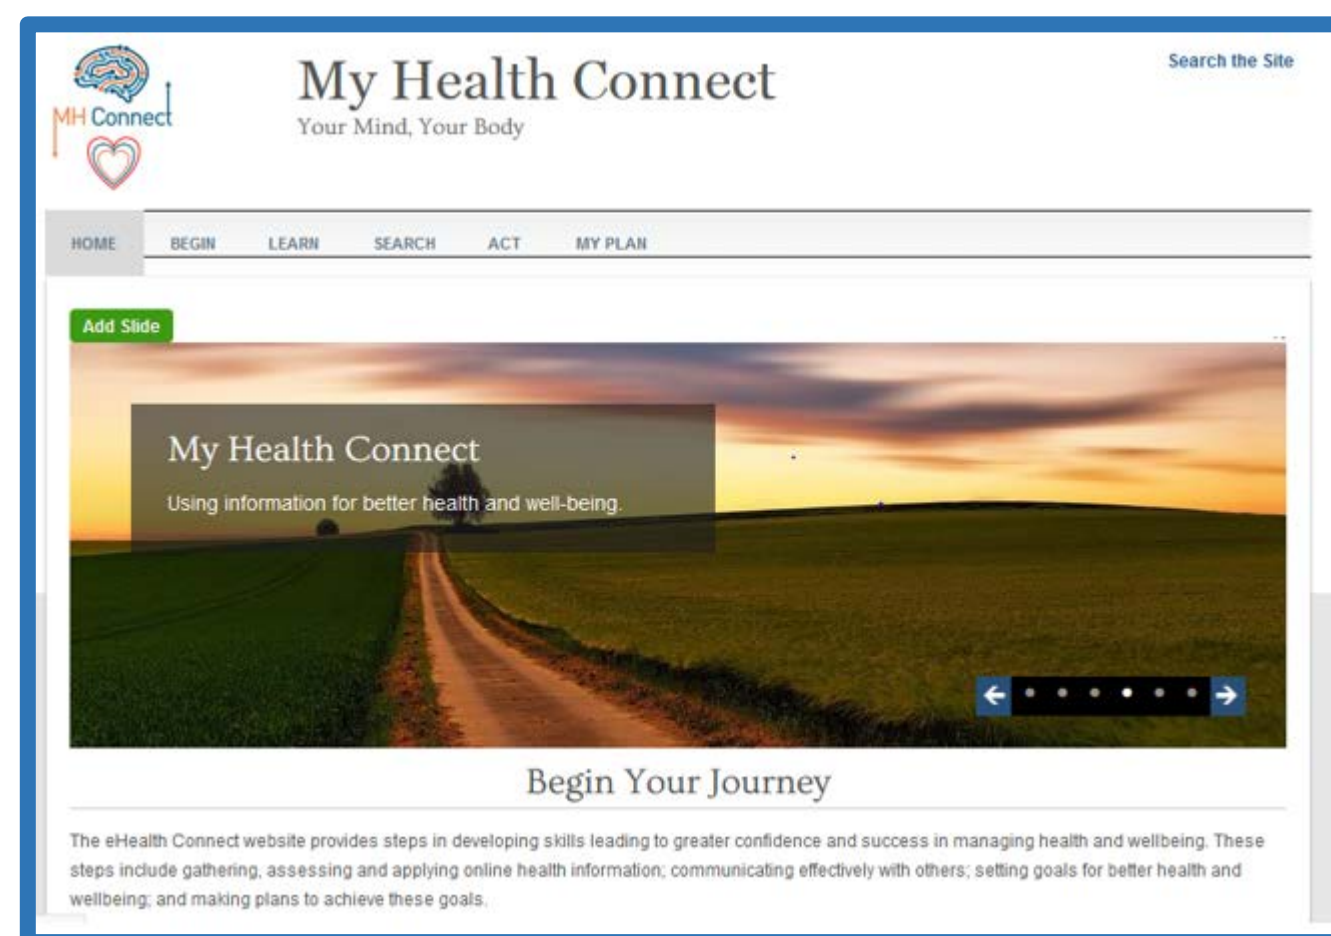 MH Connect
My Health Connect
Your Mind, Your Body
Search the Site
HOME BEGIN LEARN SEARCH ACT MY PLAN
Add Slide
My Health Connect
Using information for better health and well-being.
Begin Your Journey
The eHealth Connect website provides steps in developing skills leading to greater confidence and success in managing health and wellbeing. These
steps include gathering, assessing and applying online health information; communicating effectively with others; setting goals for better health and
wellbeing; and making plans to achieve these goals.